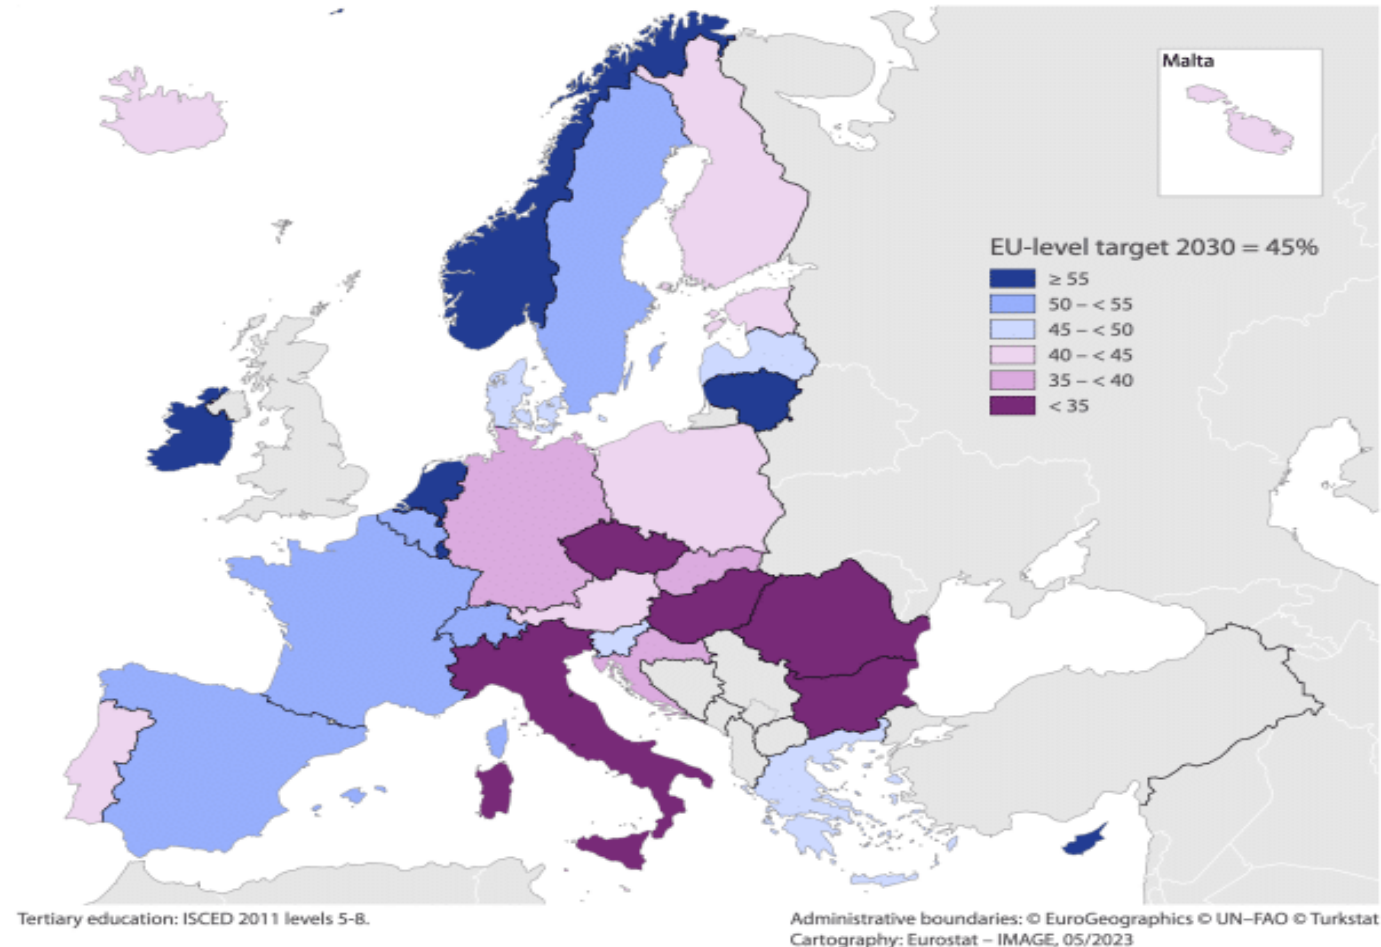 Malta
EU-level target 2030 = 45%
≥ 55
50 – < 55
45 – < 50
40 – < 45
35 – < 40
< 35
Tertiary education: ISCED 2011 levels 5-8.
Administrative boundaries: © EuroGeographics © UN–FAO © Turkstat
Cartography: Eurostat – IMAGE, 05/2023